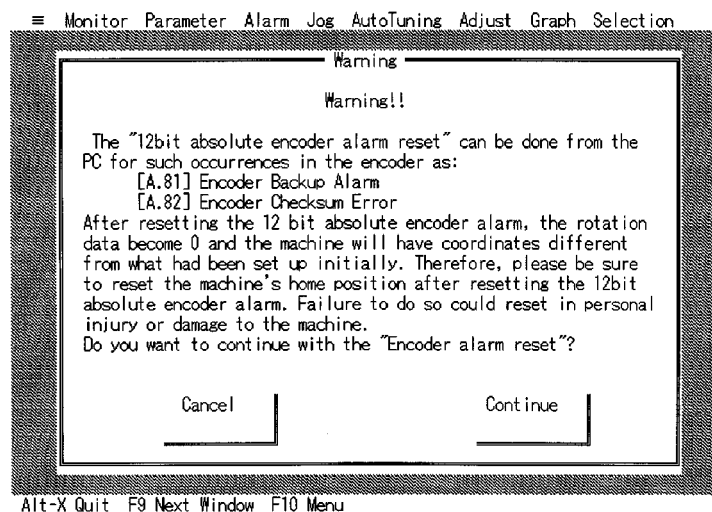 ≡ Monitor Parameter Alarm Jog AutoTuning Adjust Graph Selection
Warning
Warning!!
The "12bit absolute encoder alarm reset" can be done from the
PC for such occurrences in the encoder as:
[A.81] Encoder Backup Alarm
[A.82] Encoder Checksum Error
After resetting the 12 bit absolute encoder alarm, the rotation
data become 0 and the machine will have coordinates different
from what had been set up initially. Therefore, please be sure
to reset the machine's home position after resetting the 12bit
absolute encoder alarm. Failure to do so could reset in personal
injury or damage to the machine.
Do you want to continue with the "Encoder alarm reset"?
Cancel Continue
Alt-X Quit F9 Next Window F10 Menu